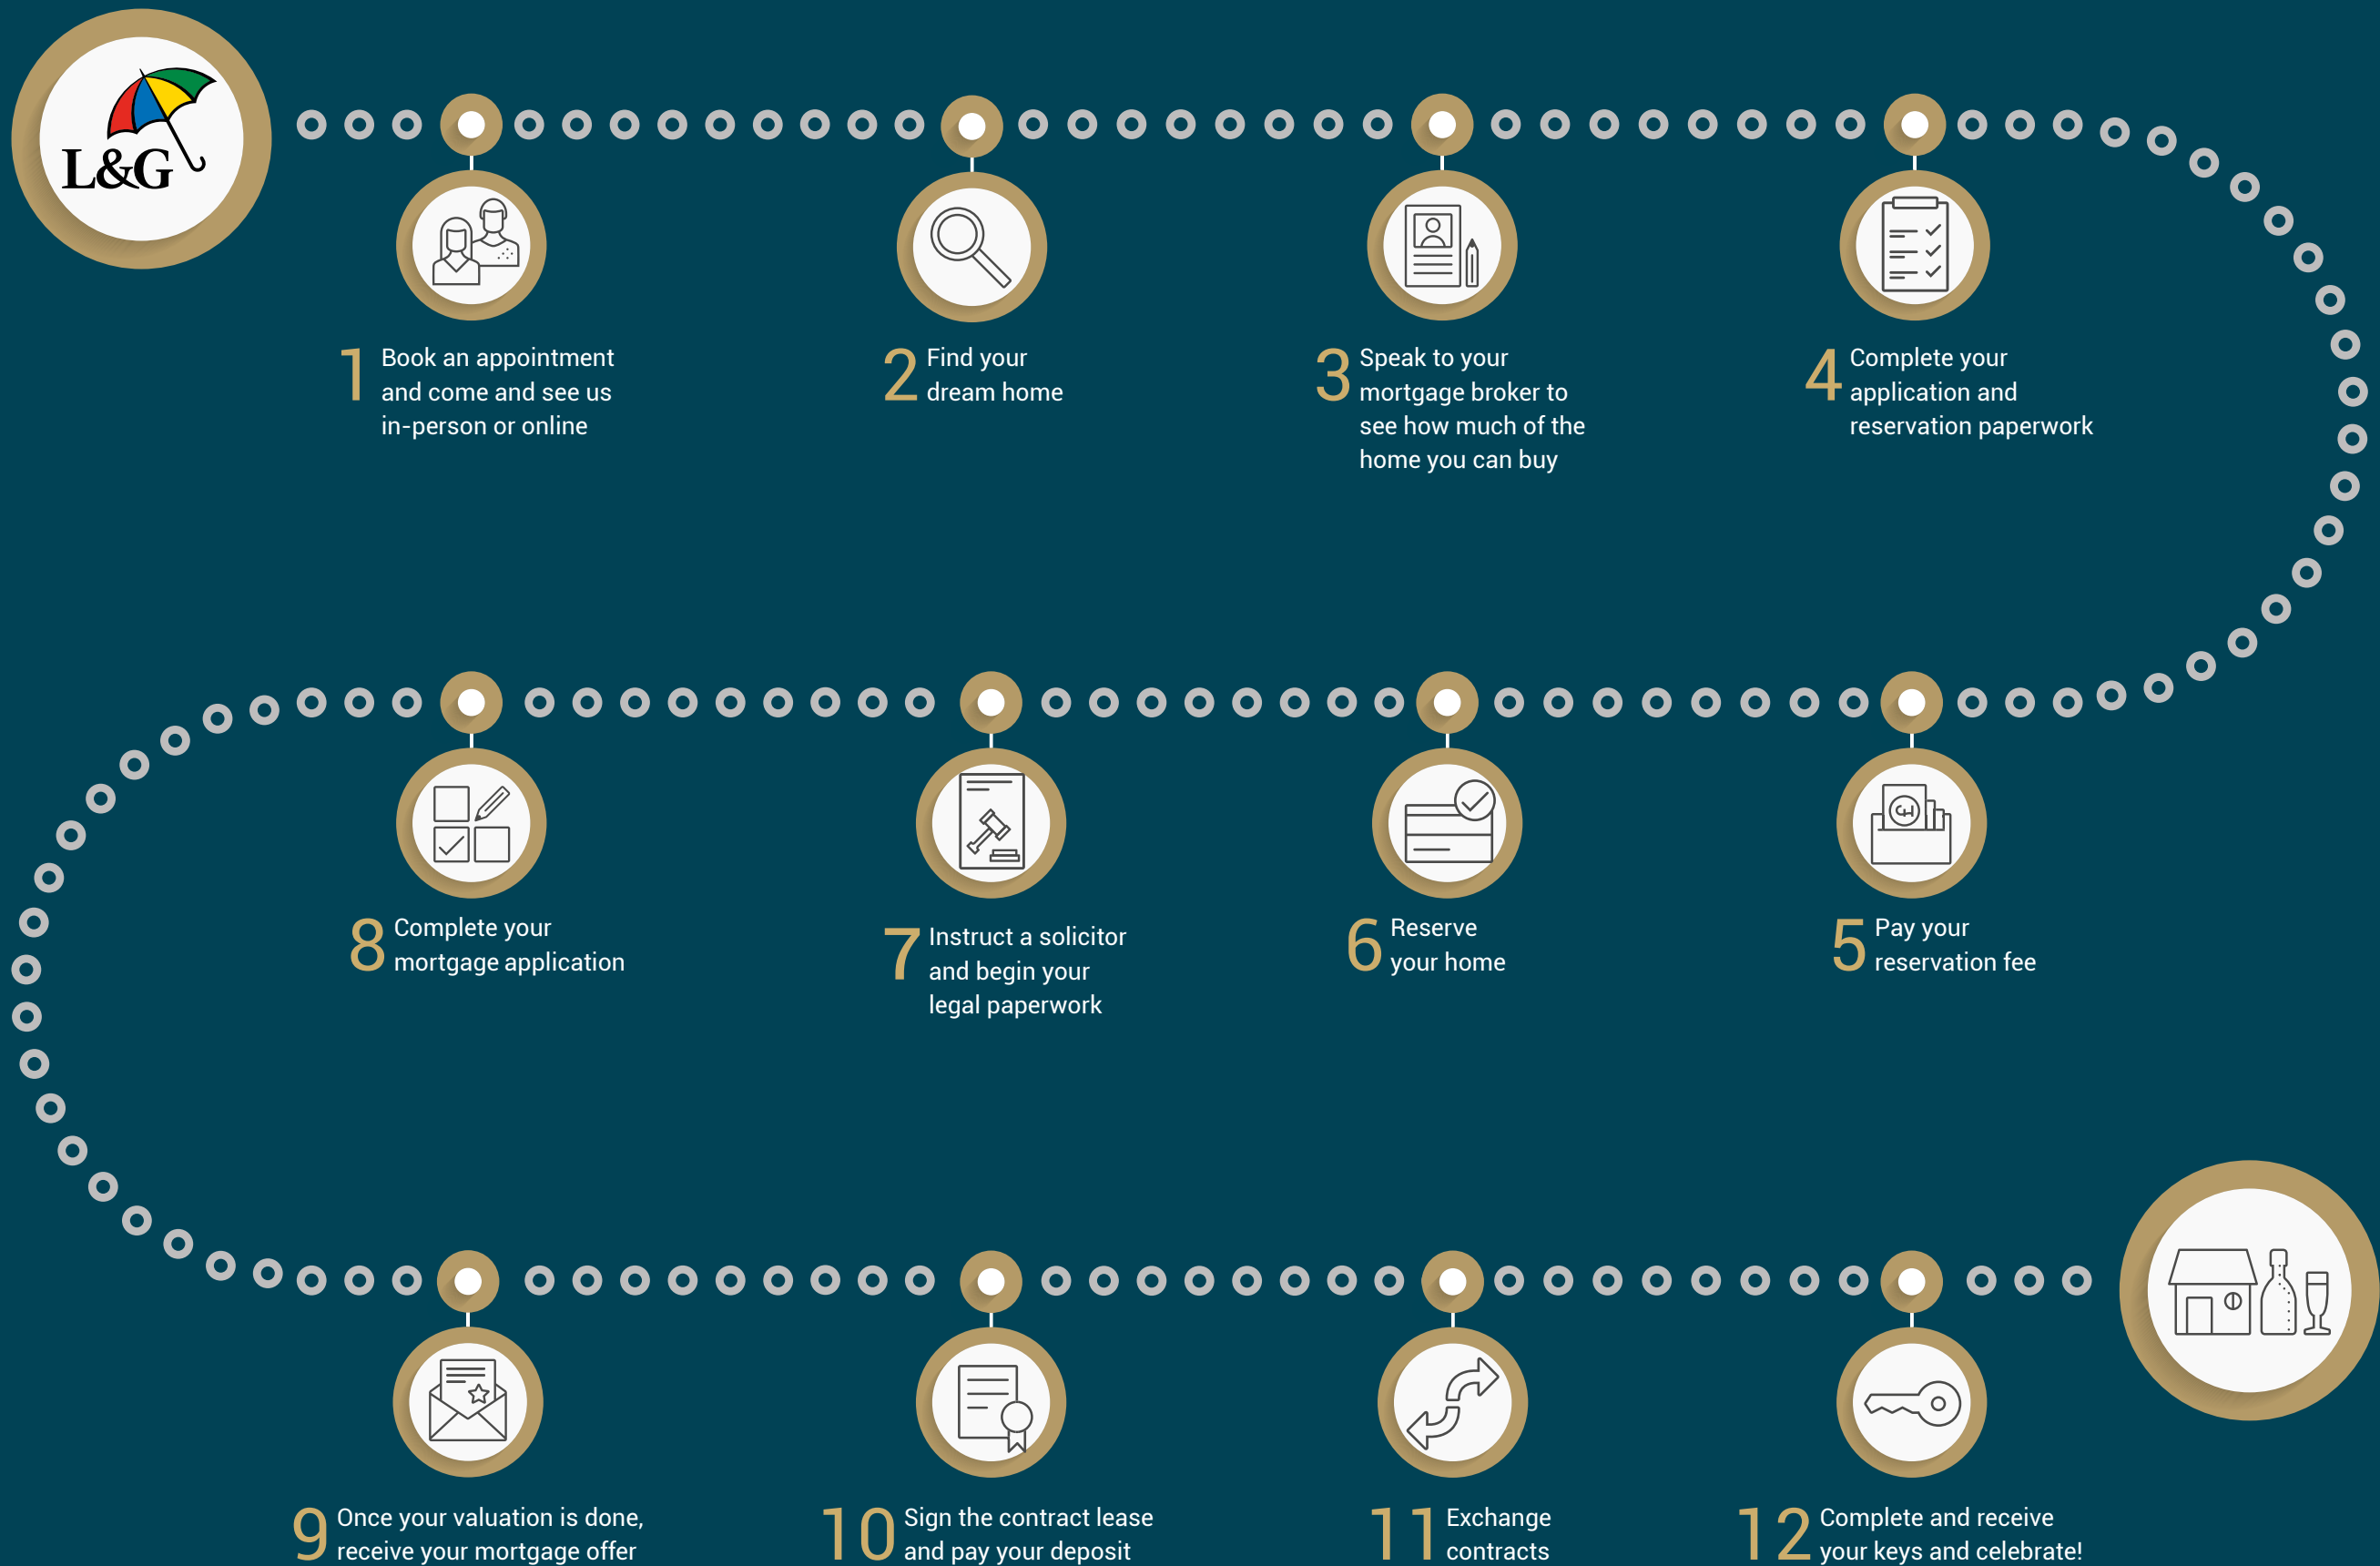 L&G
1 Book an appointment
and come and see us
in-person or online
2 Find your
dream home
3 Speak to your
mortgage broker to
see how much of the
home you can buy
4 Complete your
application and
reservation paperwork
5 Pay your
reservation fee
6 Reserve
your home
7 Instruct a solicitor
and begin your
legal paperwork
8 Complete your
mortgage application
9 Once your valuation is done,
receive your mortgage offer
10 Sign the contract lease
and pay your deposit
11 Exchange
contracts
12 Complete and receive
your keys and celebrate!